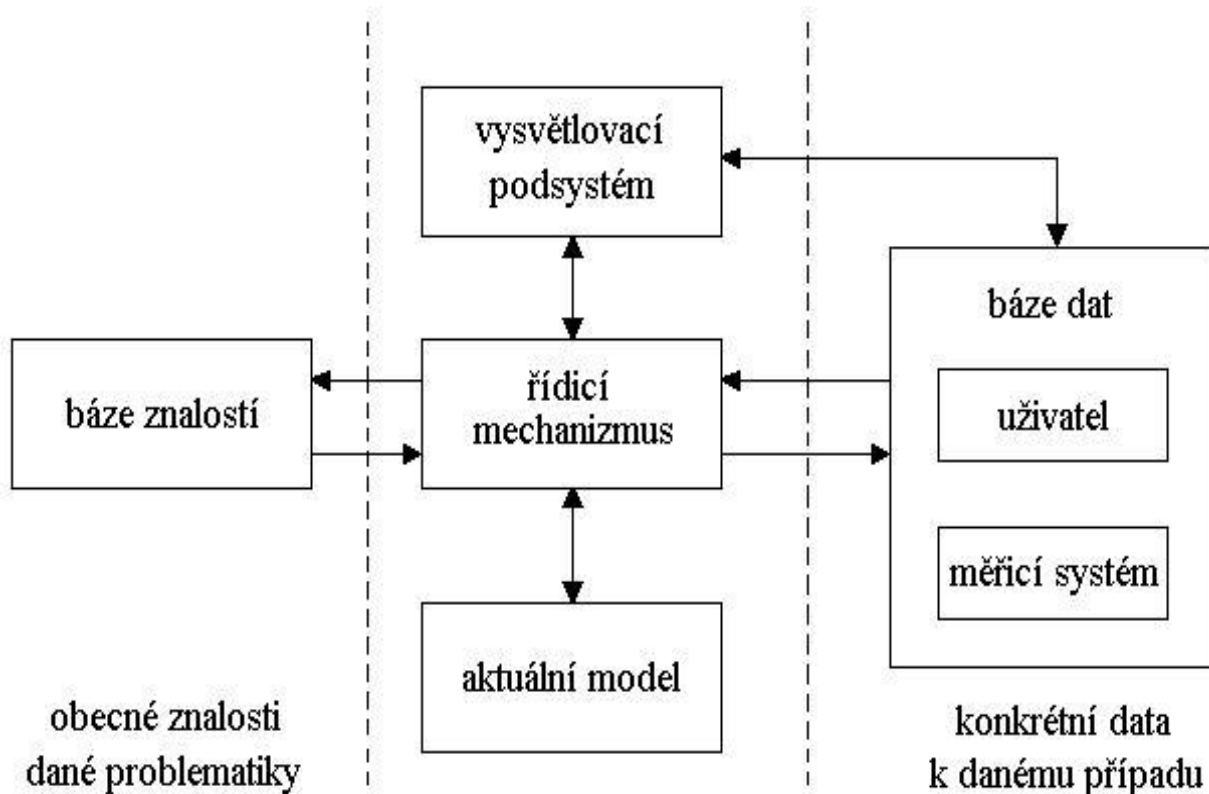 vysvětlovací
podsystém
báze dat
báze znalostí
řídicí
mechanizmus
uživatel
měřicí systém
aktuální model
obecné znalosti
dané problematiky
konkrétní data
k danému případu